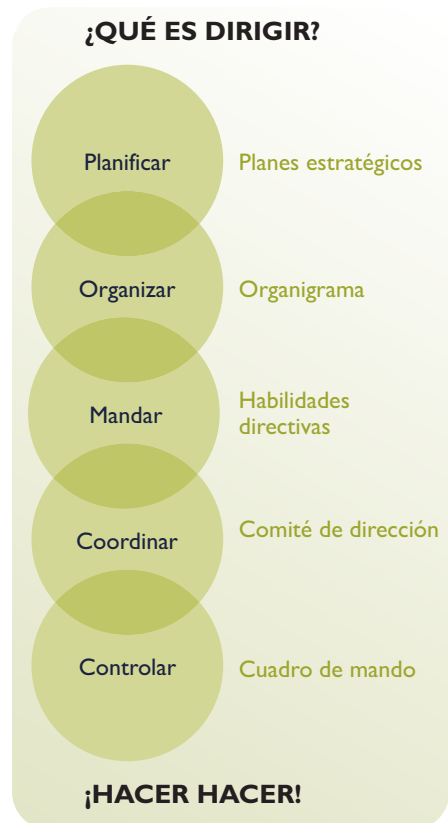 ¿QUÉ ES DIRIGIR?
Planificar
Planes estratégicos
Organizar
Organigrama
Mandar
Habilidades
directivas
Coordinar
Comité de dirección
Controlar
Cuadro de mando
¡HACER HACER!